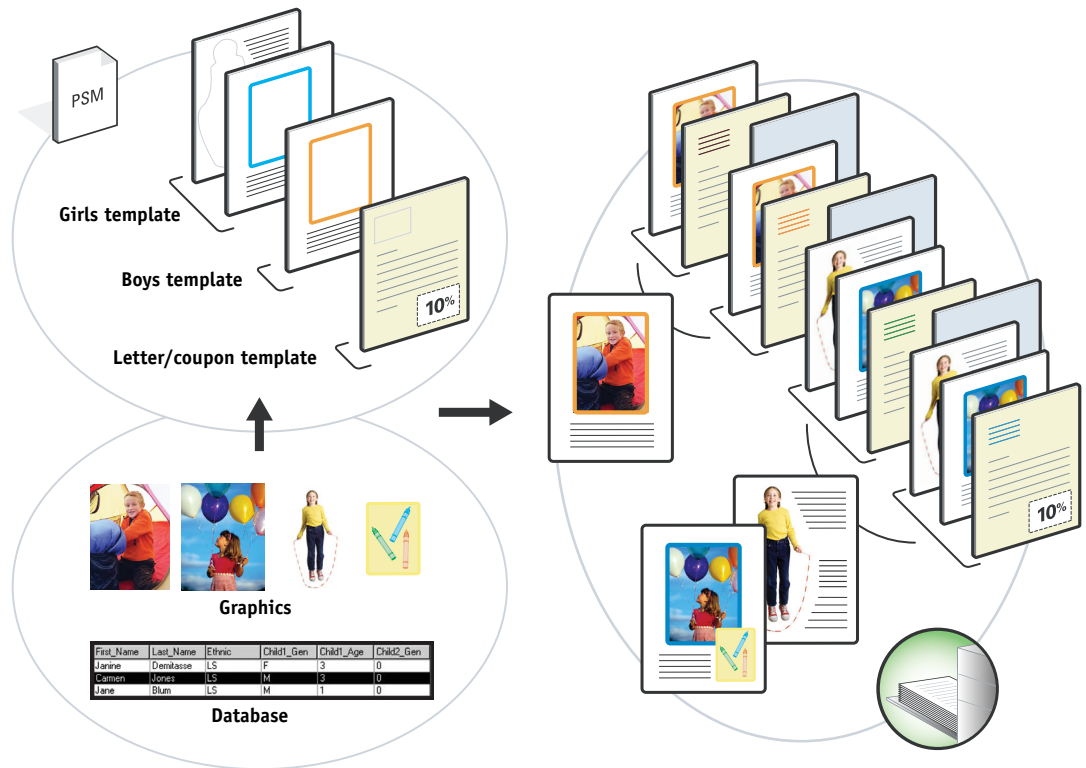 PSM
Girls template
Boys template
10%
Letter/coupon template
Graphics
First_Name Last_Name Ethnic Child1_Gen Child1_Age Child2_Gen
Janine Demitasse LS F 3 0
Carmen Jones LS M 3 0
Jane Blum LS M 1 0
Database
10%